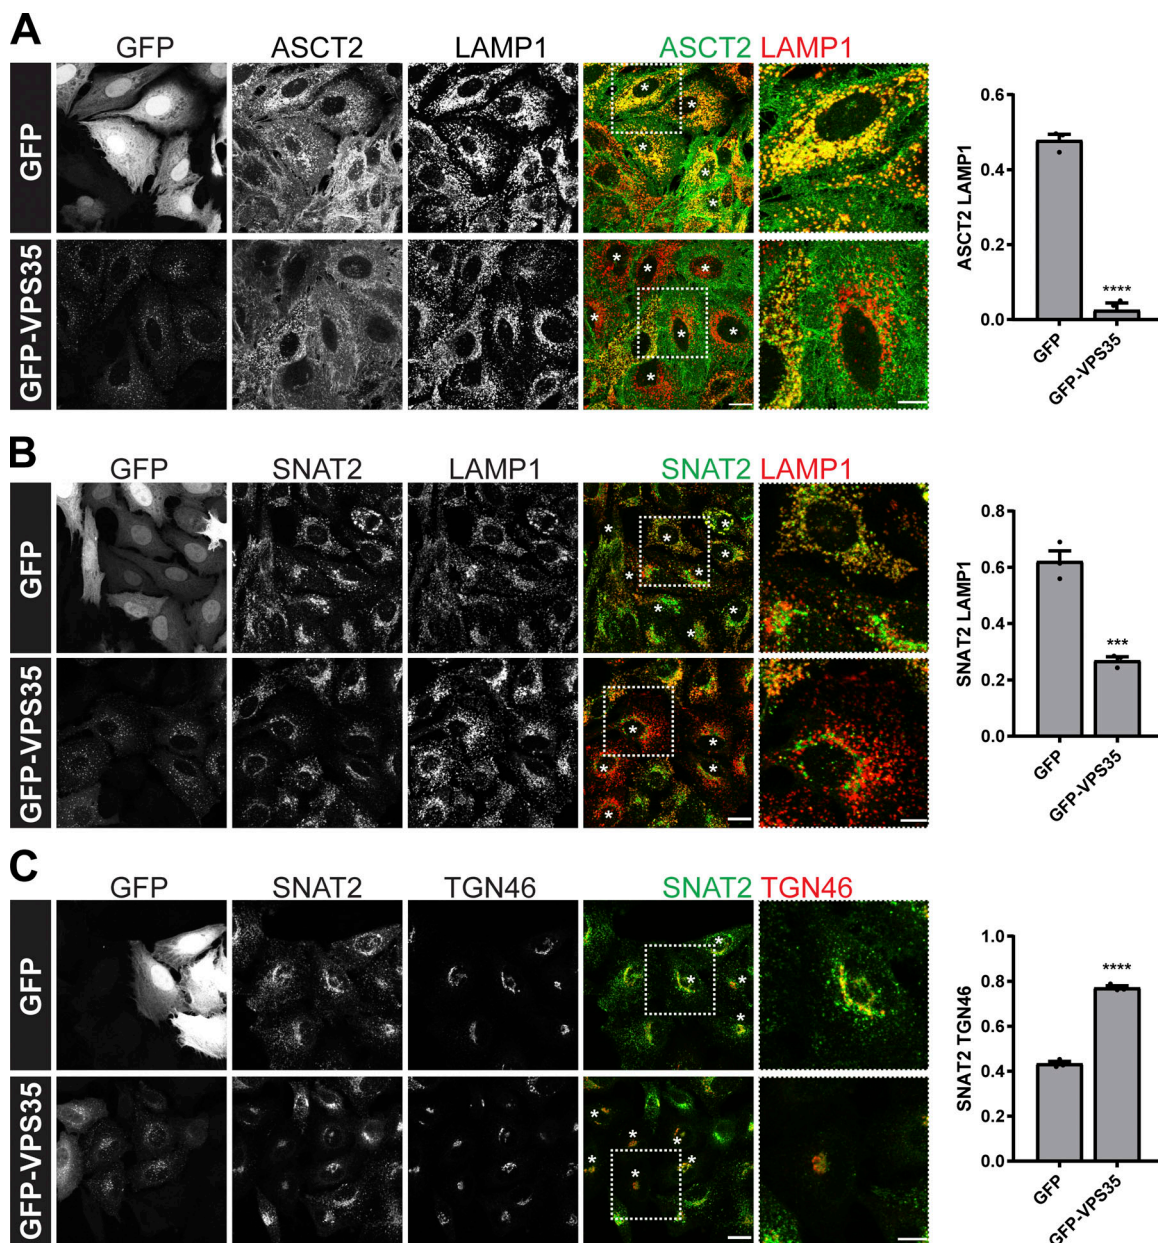 A
GFP ASCT2 LAMP1 ASCT2 LAMP1
GFP
GFP-VPS35
ASCT2 LAMP1
0.6
0.4
0.2
0.0
****
GFP
GFP-VPS35
B
GFP SNAT2 LAMP1 SNAT2 LAMP1
GFP
GFP-VPS35
SNAT2 LAMP1
0.8
0.6
0.4
0.2
0.0
***
GFP
GFP-VPS35
C
GFP SNAT2 TGN46 SNAT2 TGN46
GFP
GFP-VPS35
SNAT2 TGN46
1.0
0.8
0.6
0.4
0.2
0.0
****
GFP
GFP-VPS35